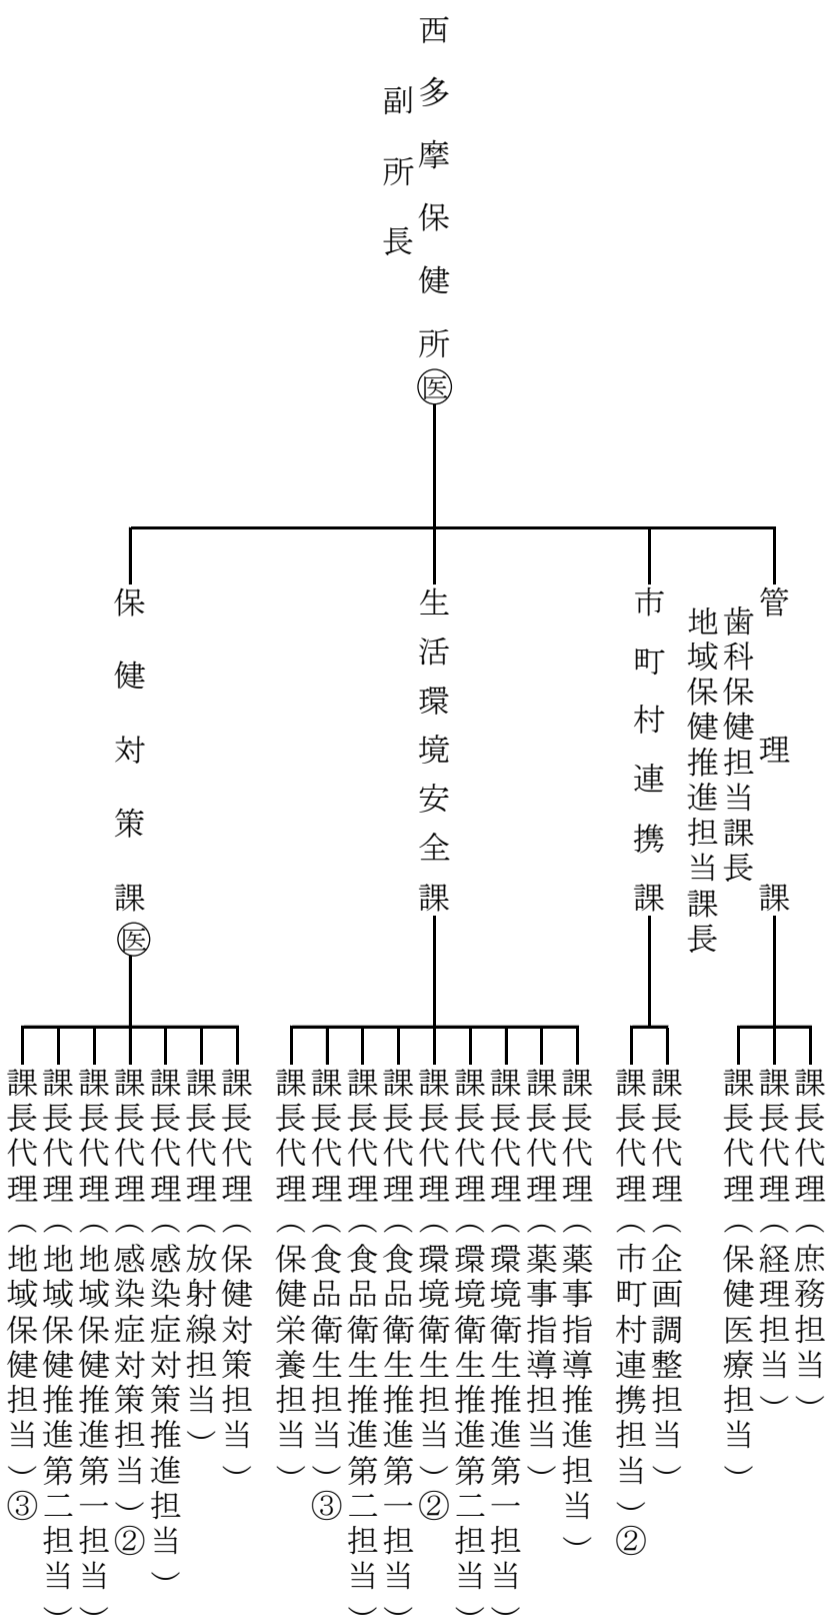 西多摩保健所㊩
副所長
管理課
歯科保健担当課長
地域保健推進担当課長
課長代理（庶務担当）
課長代理（経理担当）
課長代理（保健医療担当）
市町村連携課
課長代理（企画調整担当）
課長代理（市町村連携担当）②
生活環境安全課
課長代理（薬事指導推進担当）
課長代理（薬事指導担当）
課長代理（環境衛生推進第一担当）
課長代理（環境衛生推進第二担当）
課長代理（環境衛生担当）②
課長代理（食品衛生推進第一担当）
課長代理（食品衛生推進第二担当）
課長代理（食品衛生担当）③
課長代理（保健栄養担当）
保健対策課㊩
課長代理（保健対策担当）
課長代理（放射線担当）
課長代理（感染症対策推進担当）
課長代理（感染症対策担当）②
課長代理（地域保健推進第一担当）
課長代理（地域保健推進第二担当）
課長代理（地域保健担当）③